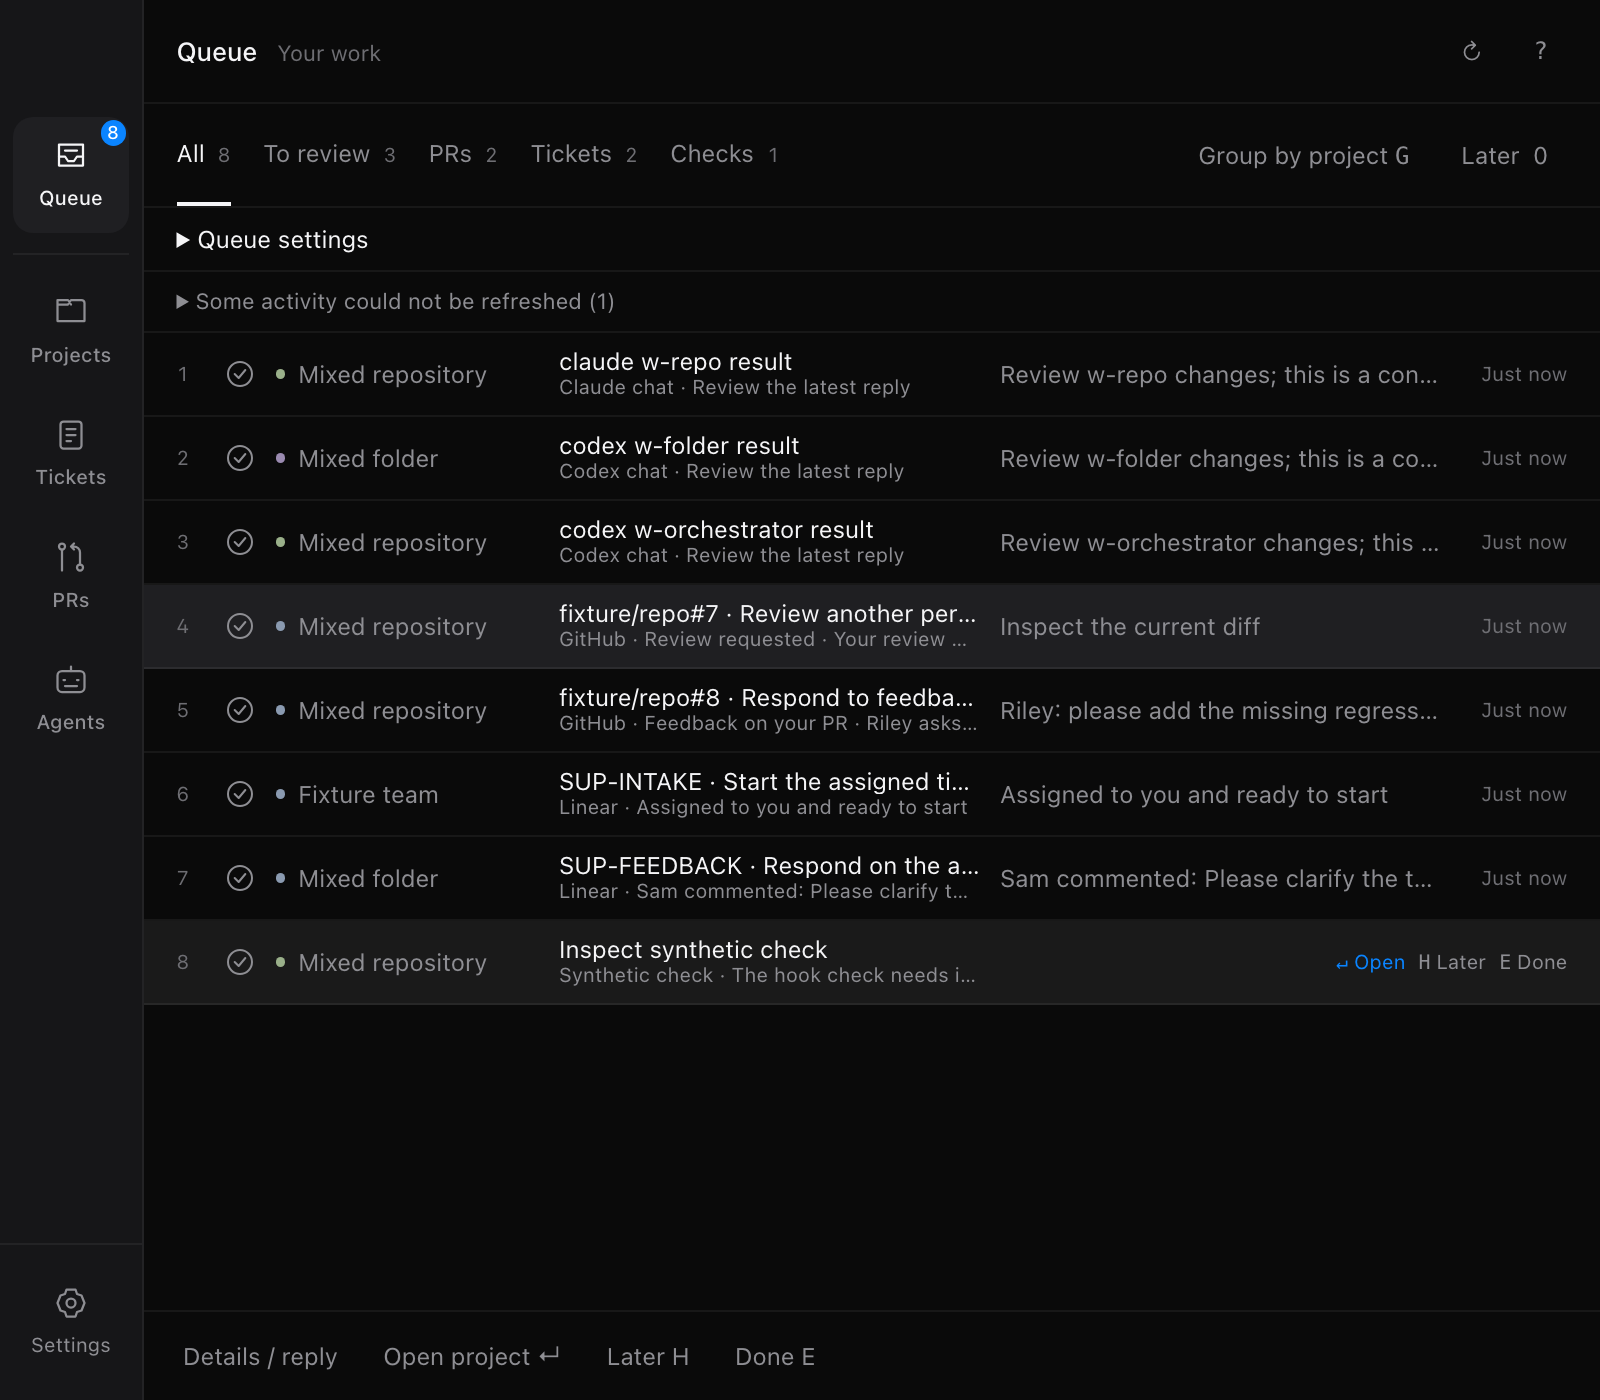 Queue Your work ?
8
Queue
Projects
Tickets
PRs
Agents
Settings
All 8 To review 3 PRs 2 Tickets 2 Checks 1 Group by project G Later 0
▶ Queue settings
▶ Some activity could not be refreshed (1)
1 Mixed repository claude w-repo result Review w-repo changes; this is a con... Just now
Claude chat · Review the latest reply
2 Mixed folder codex w-folder result Review w-folder changes; this is a co... Just now
Codex chat · Review the latest reply
3 Mixed repository codex w-orchestrator result Review w-orchestrator changes; this ... Just now
Codex chat · Review the latest reply
4 Mixed repository fixture/repo#7 · Review another per... Inspect the current diff Just now
GitHub · Review requested · Your review ...
5 Mixed repository fixture/repo#8 · Respond to feedba... Riley: please add the missing regress... Just now
GitHub · Feedback on your PR · Riley asks...
6 Fixture team SUP-INTAKE · Start the assigned ti... Assigned to you and ready to start Just now
Linear · Assigned to you and ready to start
7 Mixed folder SUP-FEEDBACK · Respond on the a... Sam commented: Please clarify the t... Just now
Linear · Sam commented: Please clarify t...
8 Mixed repository Inspect synthetic check ↵ Open H Later E Done
Synthetic check · The hook check needs i...
Details / reply Open project ↵ Later H Done E